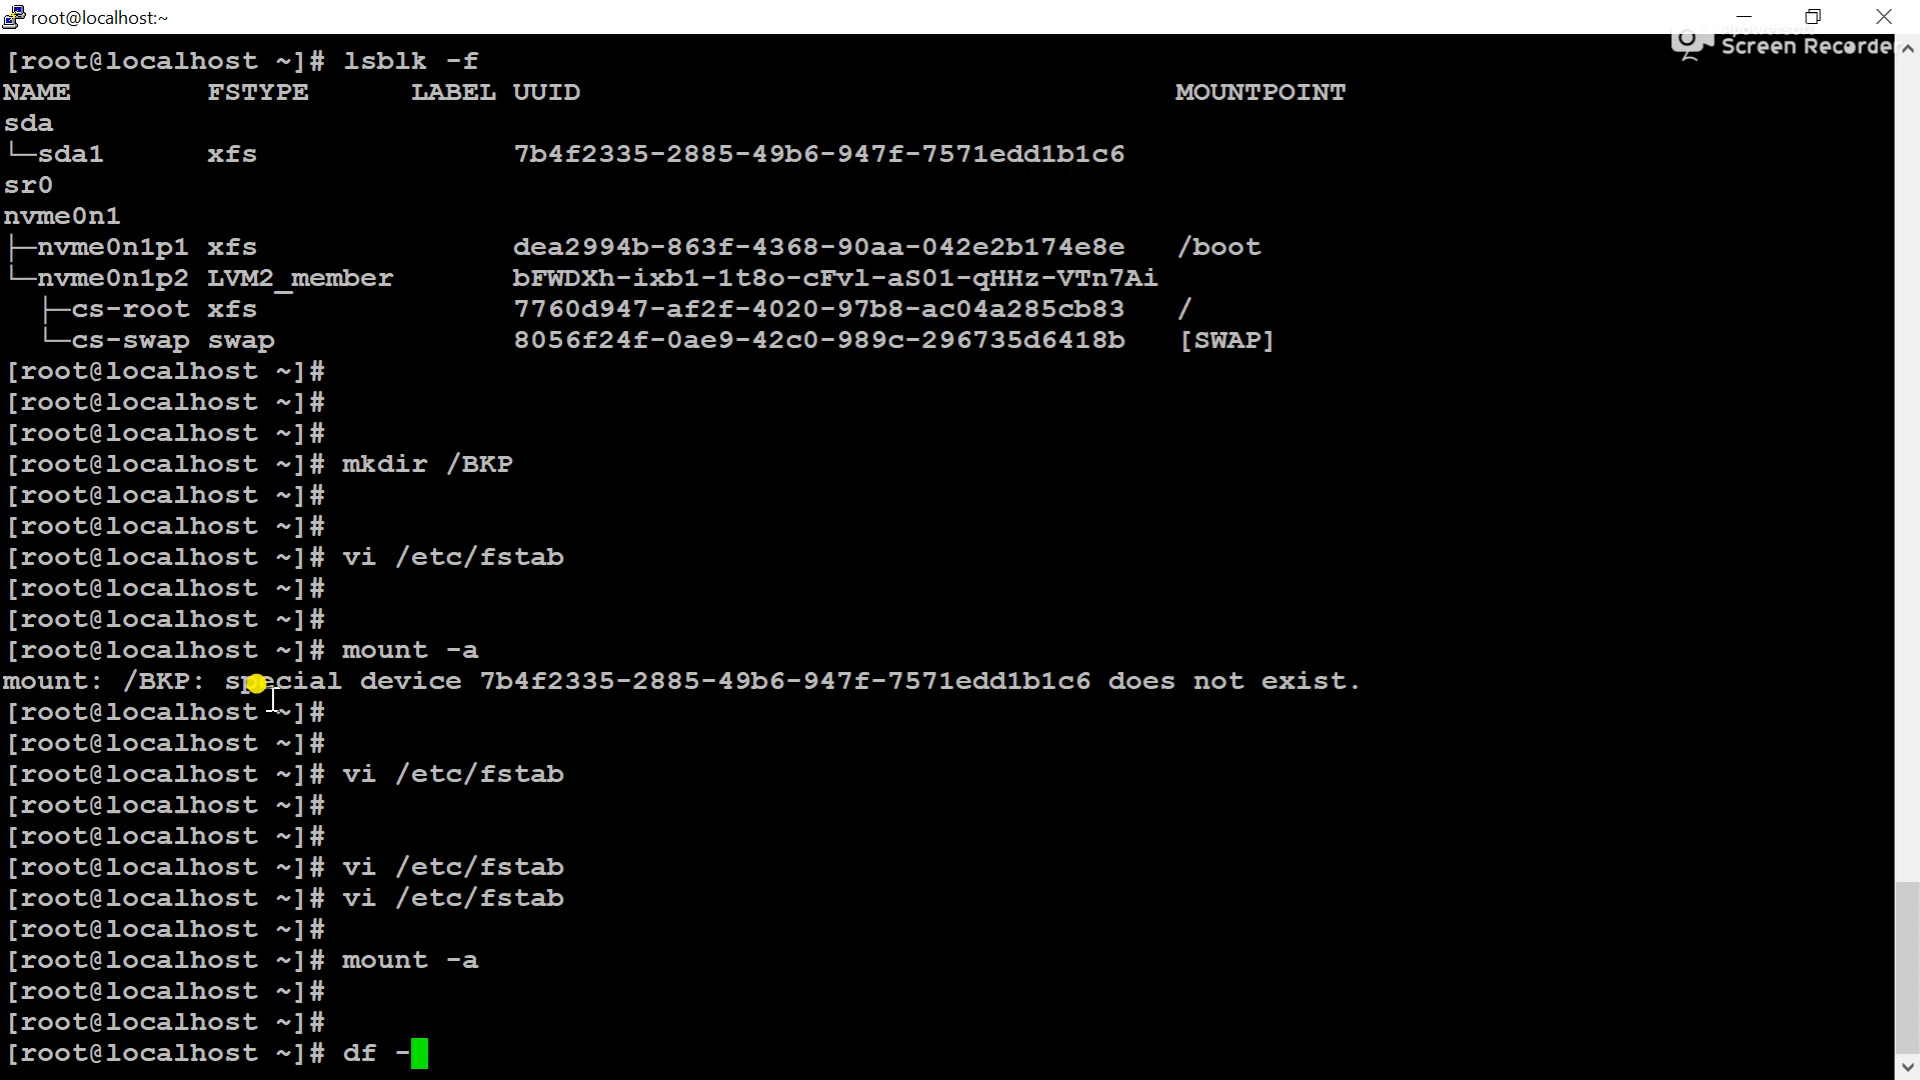 root@localhost:~
Screen Recorder
[root@localhost ~]# lsblk -f
NAME FSTYPE LABEL UUID MOUNTPOINT
sda
└─sda1 xfs 7b4f2335-2885-49b6-947f-7571edd1b1c6
sr0
nvme0n1
├─nvme0n1p1 xfs dea2994b-863f-4368-90aa-042e2b174e8e /boot
└─nvme0n1p2 LVM2_member bFWDXh-ixb1-1t8o-cFvl-aS01-qHHz-VTn7Ai
├─cs-root xfs 7760d947-af2f-4020-97b8-ac04a285cb83 /
└─cs-swap swap 8056f24f-0ae9-42c0-989c-296735d6418b [SWAP]
[root@localhost ~]#
[root@localhost ~]#
[root@localhost ~]#
[root@localhost ~]# mkdir /BKP
[root@localhost ~]#
[root@localhost ~]#
[root@localhost ~]# vi /etc/fstab
[root@localhost ~]#
[root@localhost ~]#
[root@localhost ~]# mount -a
mount: /BKP: special device 7b4f2335-2885-49b6-947f-7571edd1b1c6 does not exist.
[root@localhost ~]#
[root@localhost ~]#
[root@localhost ~]# vi /etc/fstab
[root@localhost ~]#
[root@localhost ~]#
[root@localhost ~]# vi /etc/fstab
[root@localhost ~]# vi /etc/fstab
[root@localhost ~]#
[root@localhost ~]# mount -a
[root@localhost ~]#
[root@localhost ~]#
[root@localhost ~]# df -